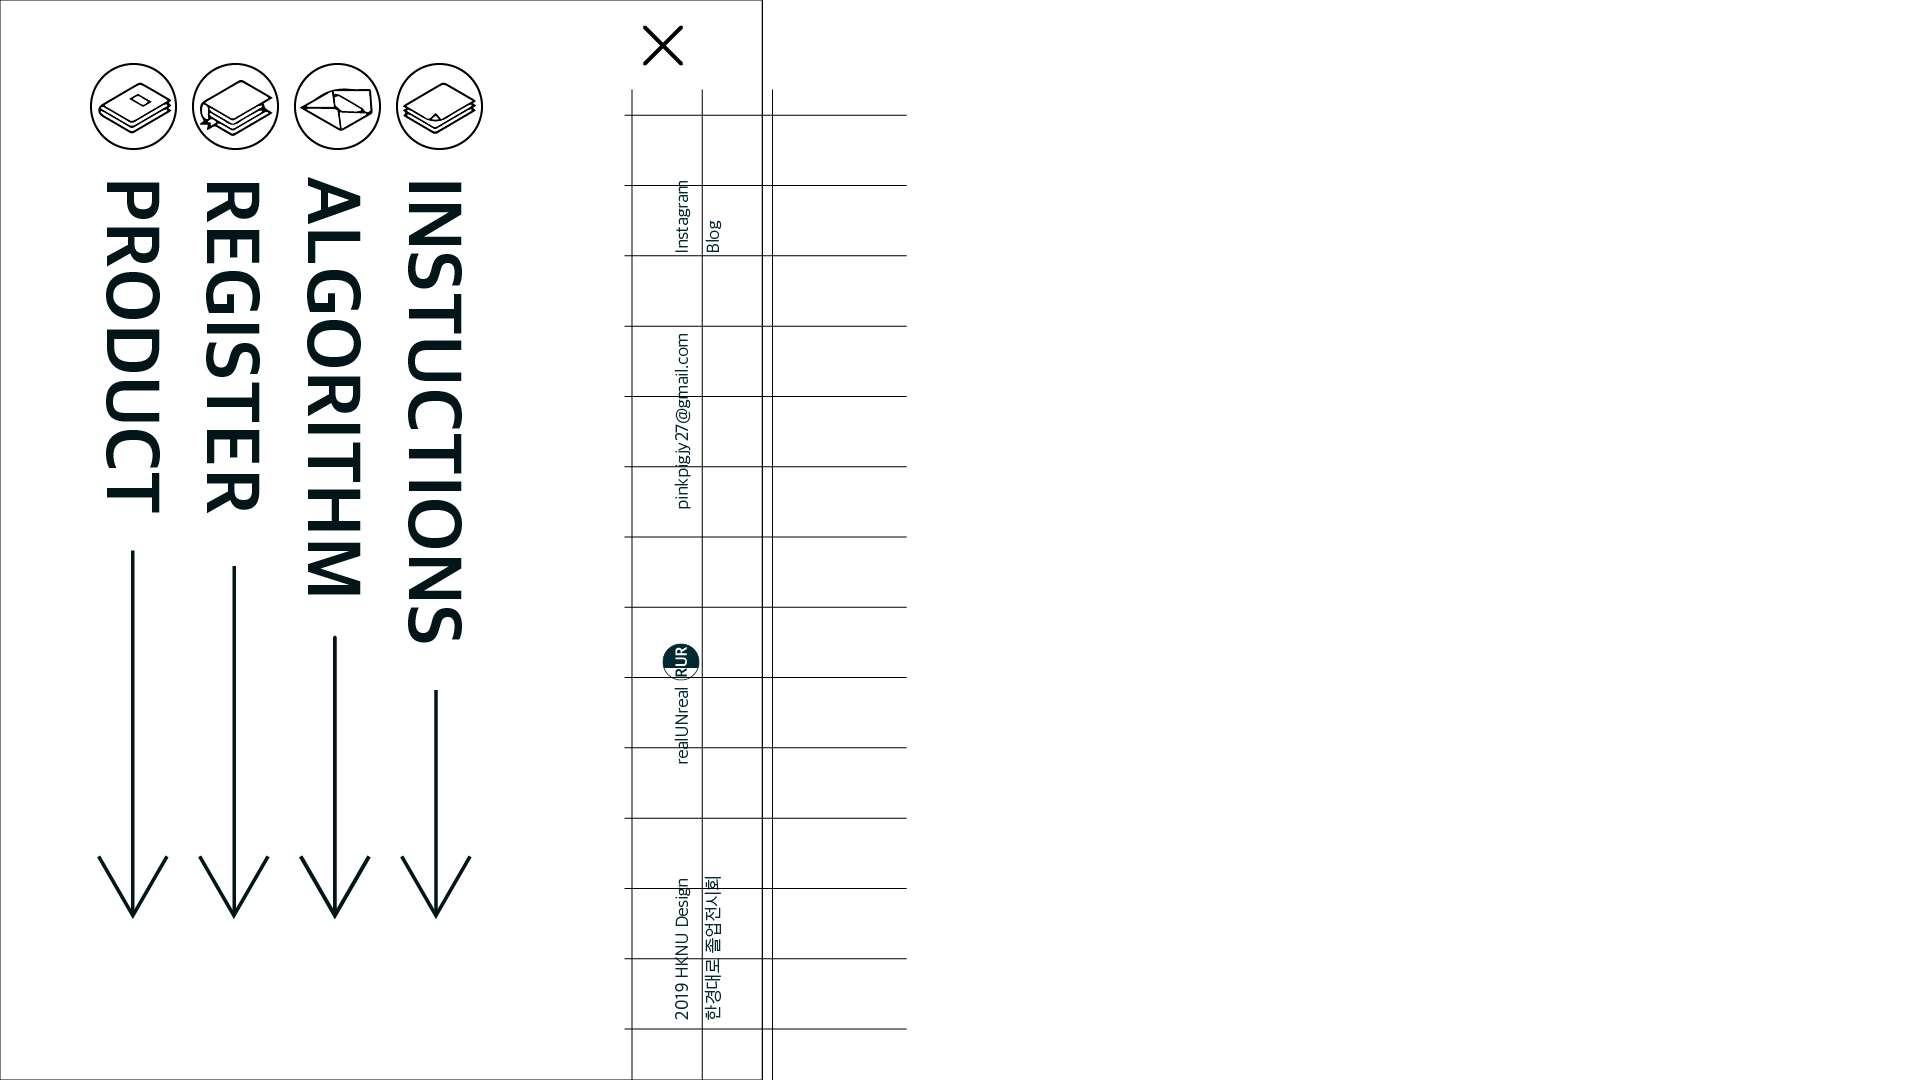 PRODUCT
REGISTER
ALGORITHM
INSTUCTIONS
Instagram
Blog
pinkpigjy27@gmail.com
RUR
realUNreal
2019 HKNU Design
한경대로 졸업전시회